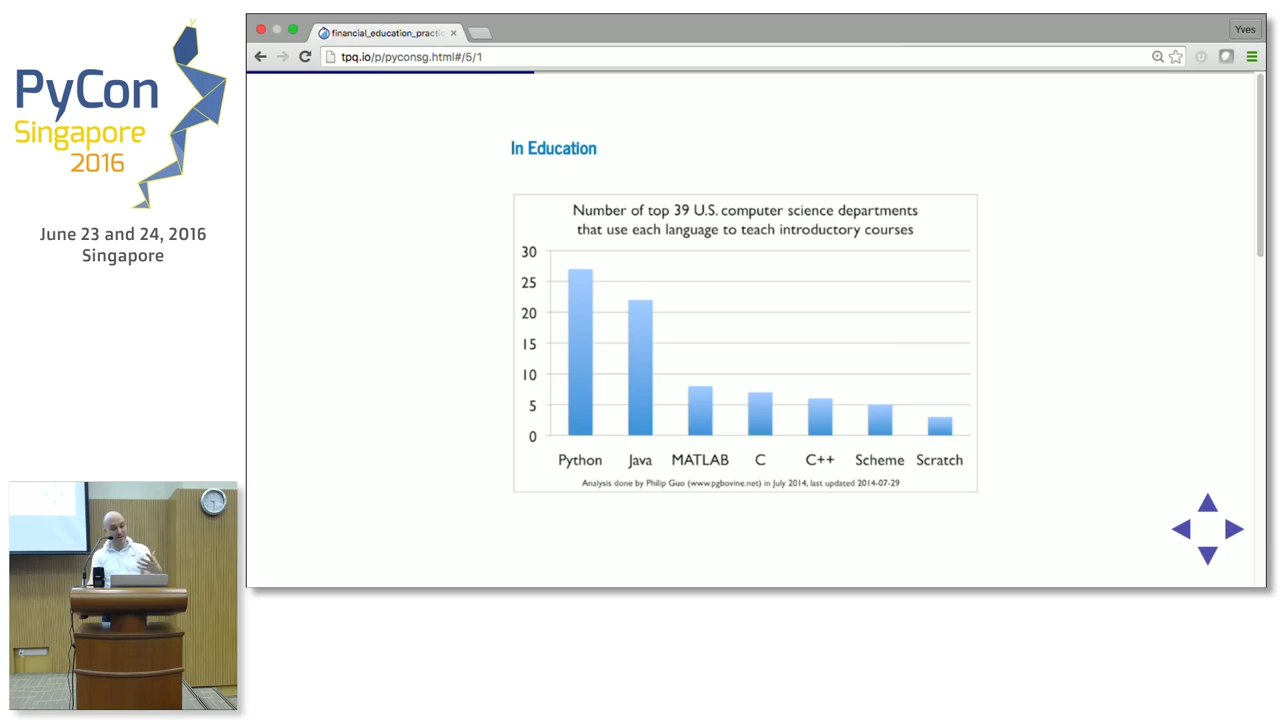 PyCon
Singapore
2016
June 23 and 24, 2016
Singapore
financial_education_practic
Yves
tpq.io/p/pyconsg.html#/5/1
In Education
Number of top 39 U.S. computer science departments
that use each language to teach introductory courses
30
25
20
15
10
5
0
Python Java MATLAB C C++ Scheme Scratch
Analysis done by Philip Guo (www.pgbovine.net) in July 2014, last updated 2014-07-29